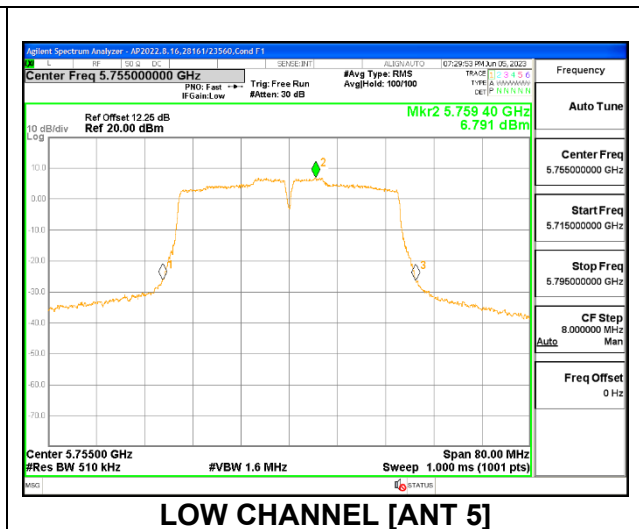 Agilent Spectrum Analyzer - AP2022.8.16,28161/23560,Cond F1
L RF 50 Ω DC SENSE:INT ALIGN AUTO 07:29:53 PM Jun 05, 2023
Center Freq 5.755000000 GHz
PNO: Fast
IFGain:Low
Trig: Free Run
#Atten: 30 dB
#Avg Type: RMS
Avg|Hold: 100/100
TRACE 1 2 3 4 5 6
TYPE A WWWWW
DET P N N N N N
Frequency
Mkr2 5.759 40 GHz
6.791 dBm
Ref Offset 12.25 dB
10 dB/div Ref 20.00 dBm
Log
10.0
0.00
-10.0
-20.0
-30.0
-40.0
-50.0
-60.0
-70.0
1
2
3
Center 5.75500 GHz Span 80.00 MHz
#Res BW 510 kHz #VBW 1.6 MHz Sweep 1.000 ms (1001 pts)
MSG STATUS
Auto Tune
Center Freq
5.755000000 GHz
Start Freq
5.715000000 GHz
Stop Freq
5.795000000 GHz
CF Step
8.000000 MHz
Auto Man
Freq Offset
0 Hz
LOW CHANNEL [ANT 5]